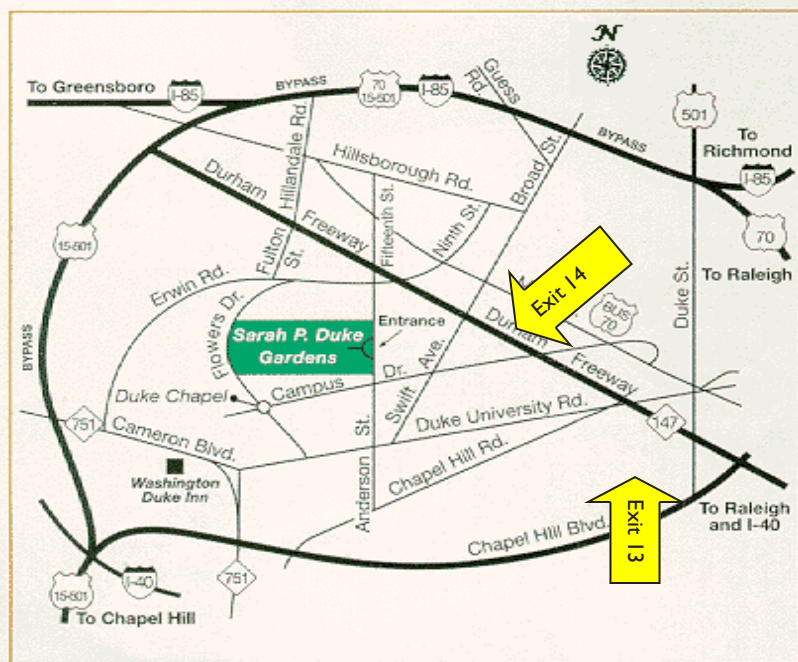 N
To Greensboro
I-85
BYPASS
70
15-501
I-85
Guess
Rd.
BYPASS
501
To
Richmond
I-85
70
To Raleigh
Hillandale Rd.
Hillsborough Rd.
Broad St.
Durham
Freeway
Fifteenth St.
Ninth St.
Fulton
St.
15-501
BYPASS
Erwin Rd.
Flowers Dr.
Exit 14
BUS
70
Duke St.
Sarah P. Duke
Gardens
Entrance
Durham
Freeway
Duke Chapel
Campus
Dr.
Swift
Ave.
751
Cameron Blvd.
Duke University Rd.
147
Washington
Duke Inn
Anderson
St.
Chapel Hill Rd.
Exit 13
To Raleigh
and I-40
Chapel Hill Blvd.
15-501
I-40
751
To Chapel Hill